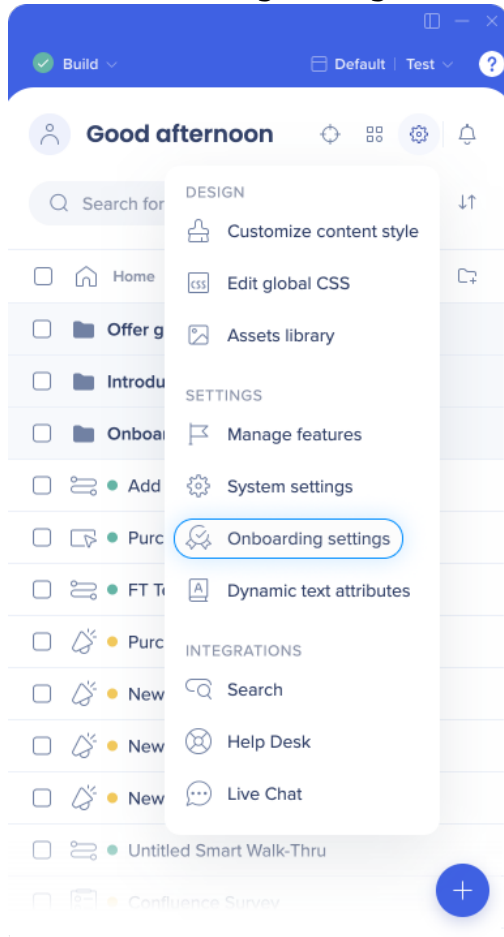 Build
Default | Test
?
Good afternoon
Search for
DESIGN
Customize content style
css
Edit global CSS
Assets library
Home
Offer g
Introdu
SETTINGS
Onboar
Manage features
Add
System settings
Purc
Onboarding settings
FT Te
A
Dynamic text attributes
Purc
INTEGRATIONS
New
Search
New
Help Desk
New
Live Chat
Untitled Smart Walk-Thru
Confluence Survey